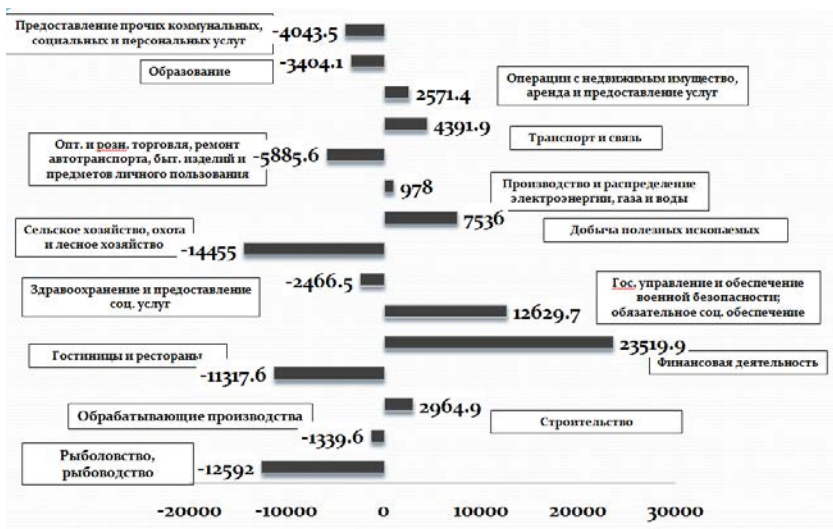 Предоставление прочих коммунальных,
социальных и персональных услуг
-4043.5
Образование
-3404.1
2571.4
Операции с недвижимым имущество,
аренда и предоставление услуг
4391.9
Транспорт и связь
Опт. и розн. торговля, ремонт
автотранспорта, быт. изделий и
предметов личного пользования
-5885.6
978
Производство и распределение
электроэнергии, газа и воды
7536
Добыча полезных ископаемых
Сельское хозяйство, охота
и лесное хозяйство
-14455
Здравоохранение и предоставление
соц. услуг
-2466.5
12629.7
Гос. управление и обеспечение
военной безопасности;
обязательное соц. обеспечение
23519.9
Финансовая деятельность
Гостиницы и рестораны
-11317.6
2964.9
Строительство
Обрабатывающие производства
-1339.6
Рыболовство,
рыбоводство
-12592
-20000 -10000 0 10000 20000 30000